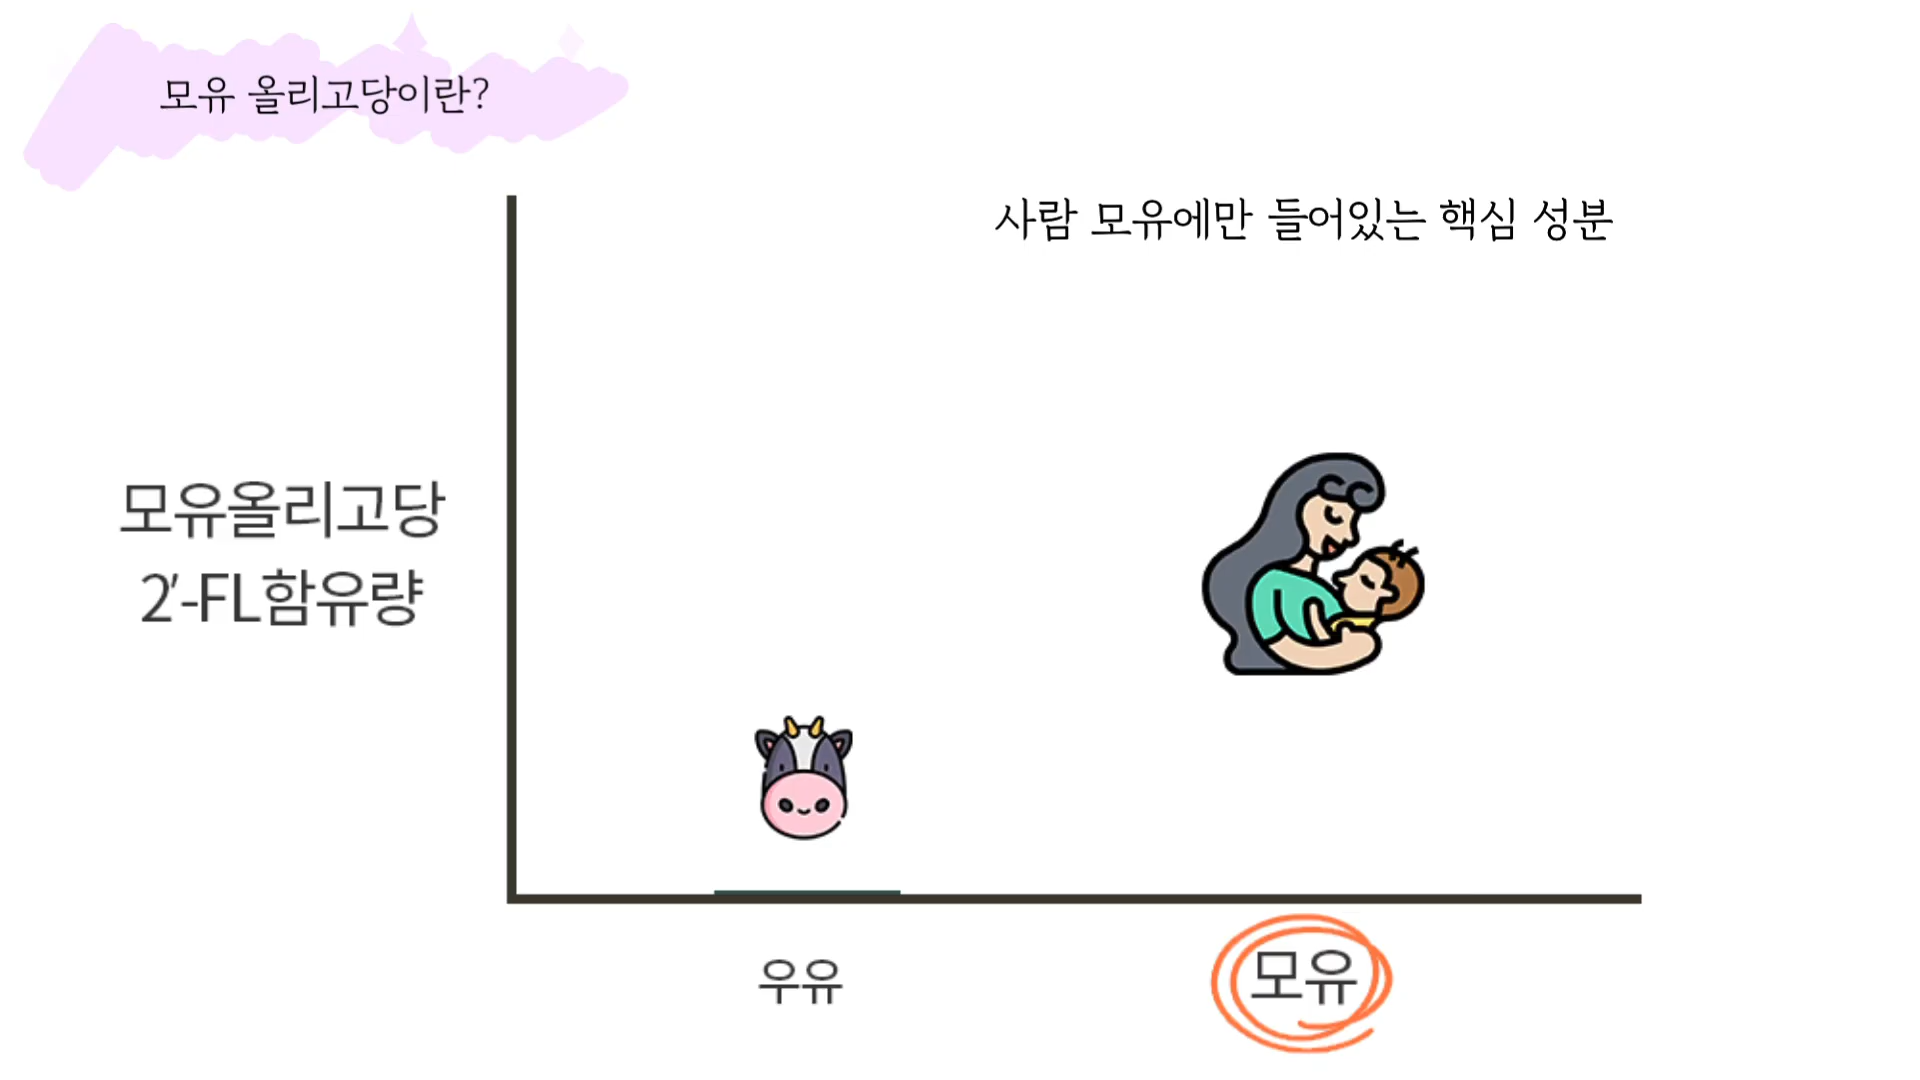 모유 올리고당이란?
사람 모유에만 들어있는 핵심 성분
모유올리고당
2'-FL함유량
우유
모유